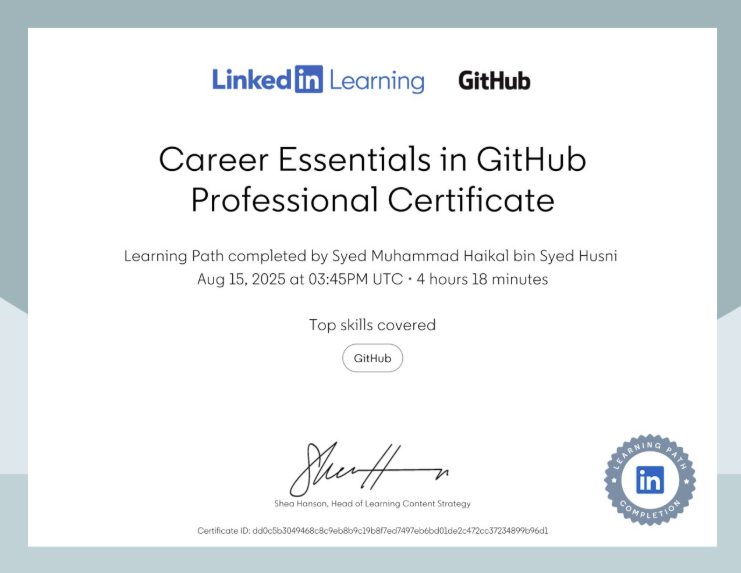 Linked in Learning GitHub
Career Essentials in GitHub
Professional Certificate
Learning Path completed by Syed Muhammad Haikal bin Syed Husni
Aug 15, 2025 at 03:45PM UTC • 4 hours 18 minutes
Top skills covered
GitHub
Shea Hanson, Head of Learning Content Strategy
LEARNING PATH
in
COMPLETION
Certificate ID: dd0c5b3049468c8c9eb8b9c19b8f7ed7497eb6bd01de2c472cc37234899b96d1